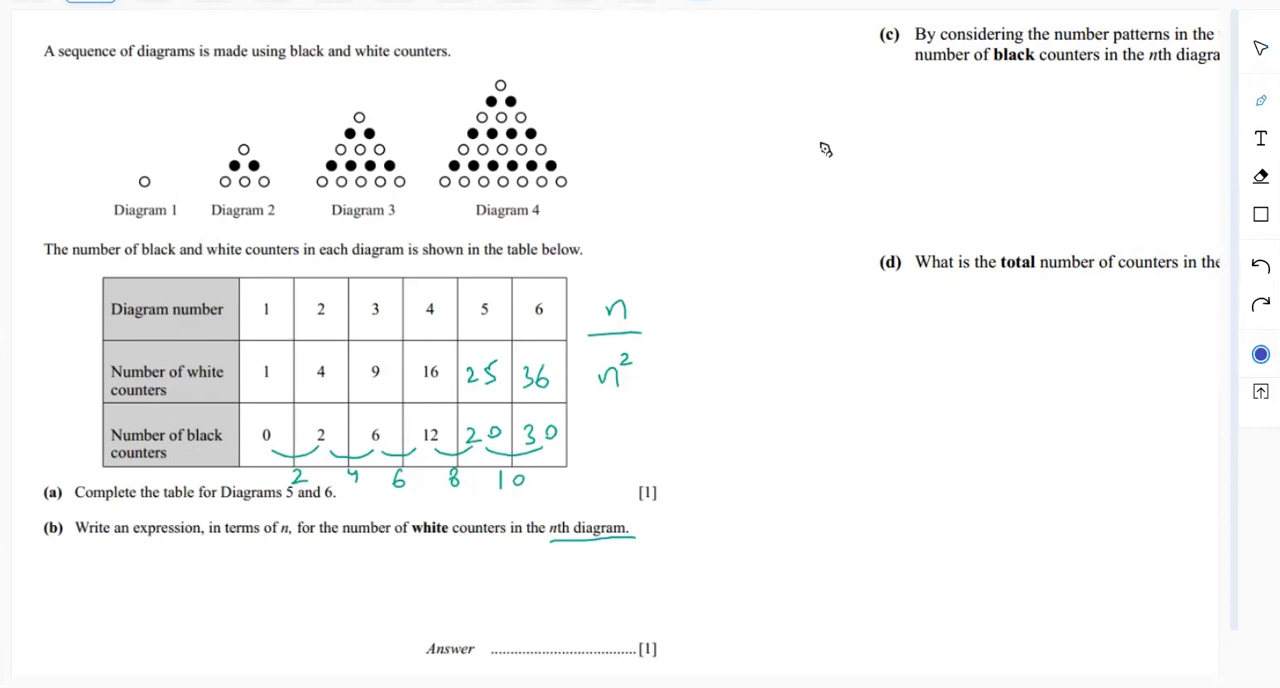 A sequence of diagrams is made using black and white counters.
Diagram 1 Diagram 2 Diagram 3 Diagram 4
The number of black and white counters in each diagram is shown in the table below.
Diagram number 1 2 3 4 5 6 n
Number of white counters 1 4 9 16 25 36 n²
Number of black counters 0 2 6 12 20 30
2 4 6 8 10
(a) Complete the table for Diagrams 5 and 6. [1]
(b) Write an expression, in terms of n, for the number of white counters in the nth diagram.
Answer ..................................... [1]
(c) By considering the number patterns in the
number of black counters in the nth diagra
(d) What is the total number of counters in the
T